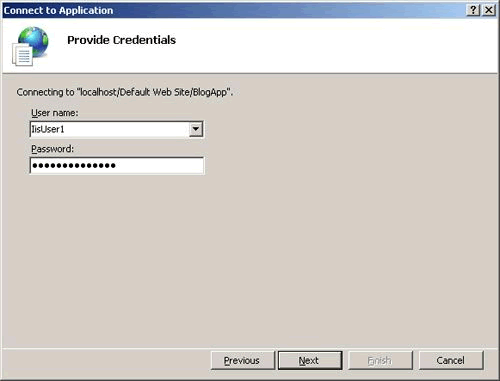 Connect to Application
Provide Credentials
Connecting to "localhost/Default Web Site/BlogApp".
User name:
IisUser1
Password:
••••••••••••••
Previous Next Finish Cancel